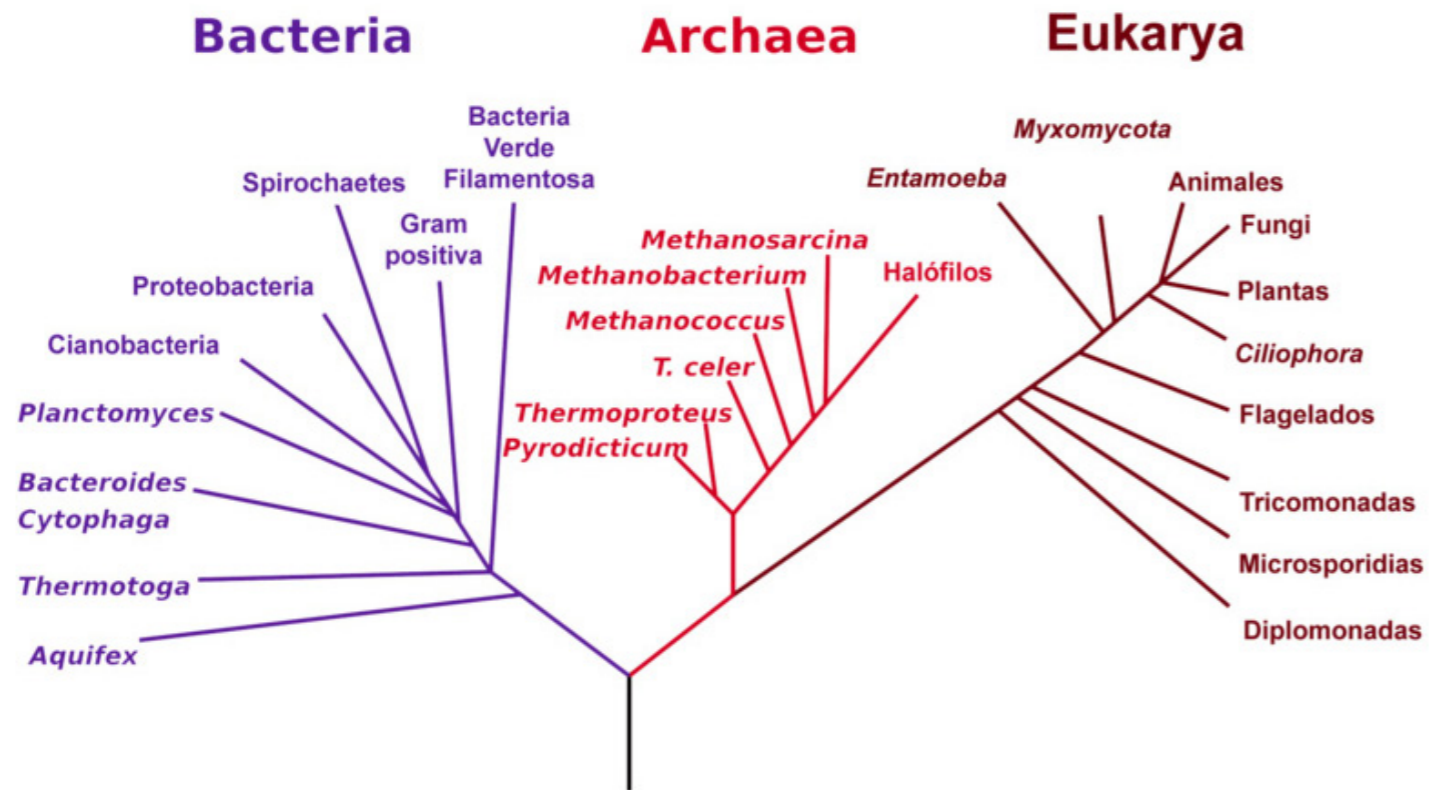 Bacteria
Archaea
Eukarya
Bacteria
Verde
Filamentosa
Spirochaetes
Gram
positiva
Proteobacteria
Cianobacteria
Planctomyces
Bacteroides
Cytophaga
Thermotoga
Aquifex
Methanosarcina
Methanobacterium
Halófilos
Methanococcus
T. celer
Thermoproteus
Pyrodicticum
Myxomycota
Entamoeba
Animales
Fungi
Plantas
Ciliophora
Flagelados
Tricomonadas
Microsporidias
Diplomonadas